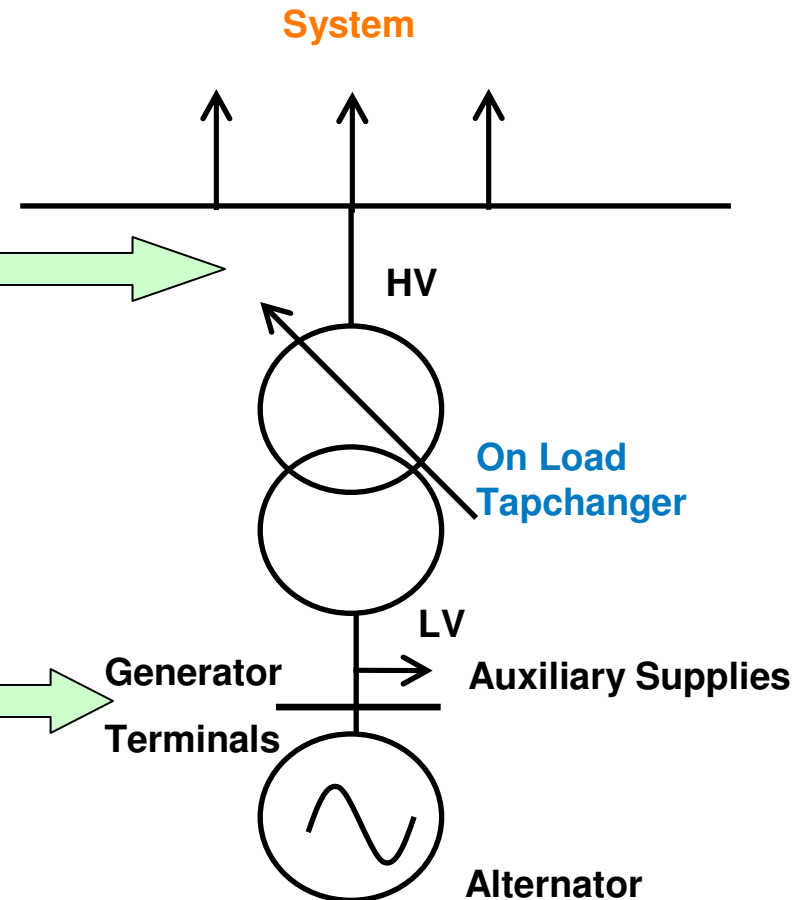 System
HV
On Load
Tapchanger
LV
Generator
Auxiliary Supplies
Terminals
Alternator